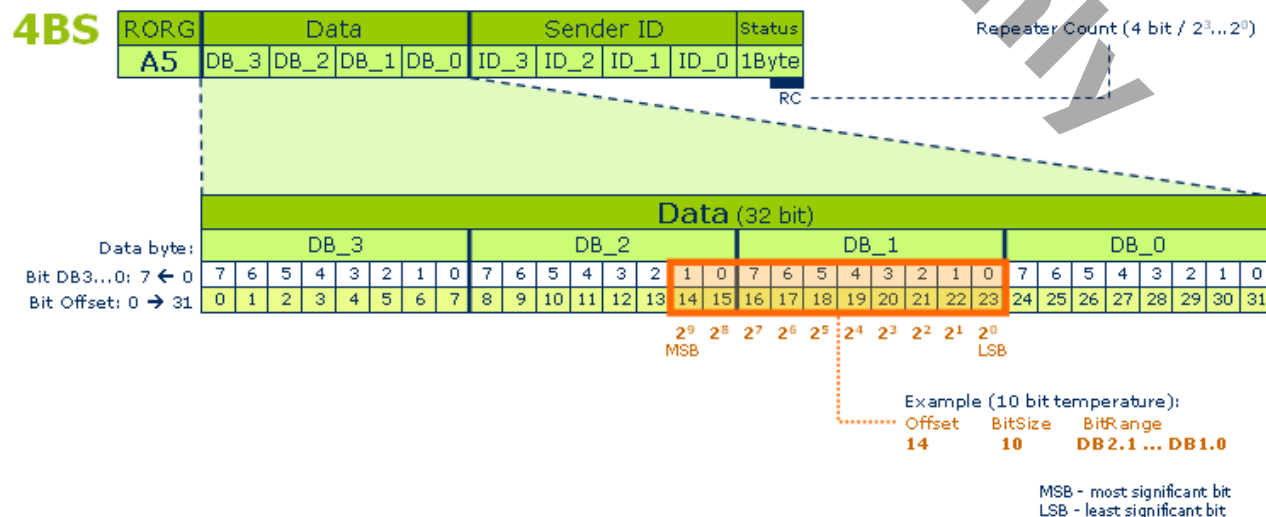 4BS
RORG Data Sender ID Status
A5 DB_3 DB_2 DB_1 DB_0 ID_3 ID_2 ID_1 ID_0 1Byte
Repeater Count (4 bit / 2³...2⁰)
RC
Data (32 bit)
Data byte: DB_3 DB_2 DB_1 DB_0
Bit DB3...0: 7 ← 0 7 6 5 4 3 2 1 0 7 6 5 4 3 2 1 0 7 6 5 4 3 2 1 0 7 6 5 4 3 2 1 0
Bit Offset: 0 → 31 0 1 2 3 4 5 6 7 8 9 10 11 12 13 14 15 16 17 18 19 20 21 22 23 24 25 26 27 28 29 30 31
2⁹ 2⁸ 2⁷ 2⁶ 2⁵ 2⁴ 2³ 2² 2¹ 2⁰
MSB LSB
Example (10 bit temperature):
Offset BitSize BitRange
14 10 DB2.1 ... DB1.0
MSB - most significant bit
LSB - least significant bit